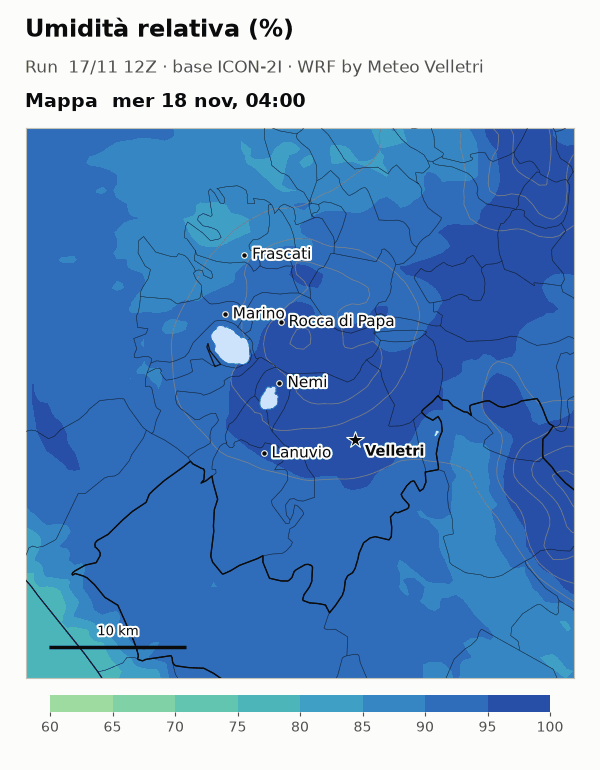 Umidità relativa (%)
Run  17/11 12Z · base ICON-2I · WRF by Meteo Velletri
Mappa  mer 18 nov, 04:00
Frascati
Marino
Rocca di Papa
Nemi
Velletri
Lanuvio
10 km
60 65 70 75 80 85 90 95 100